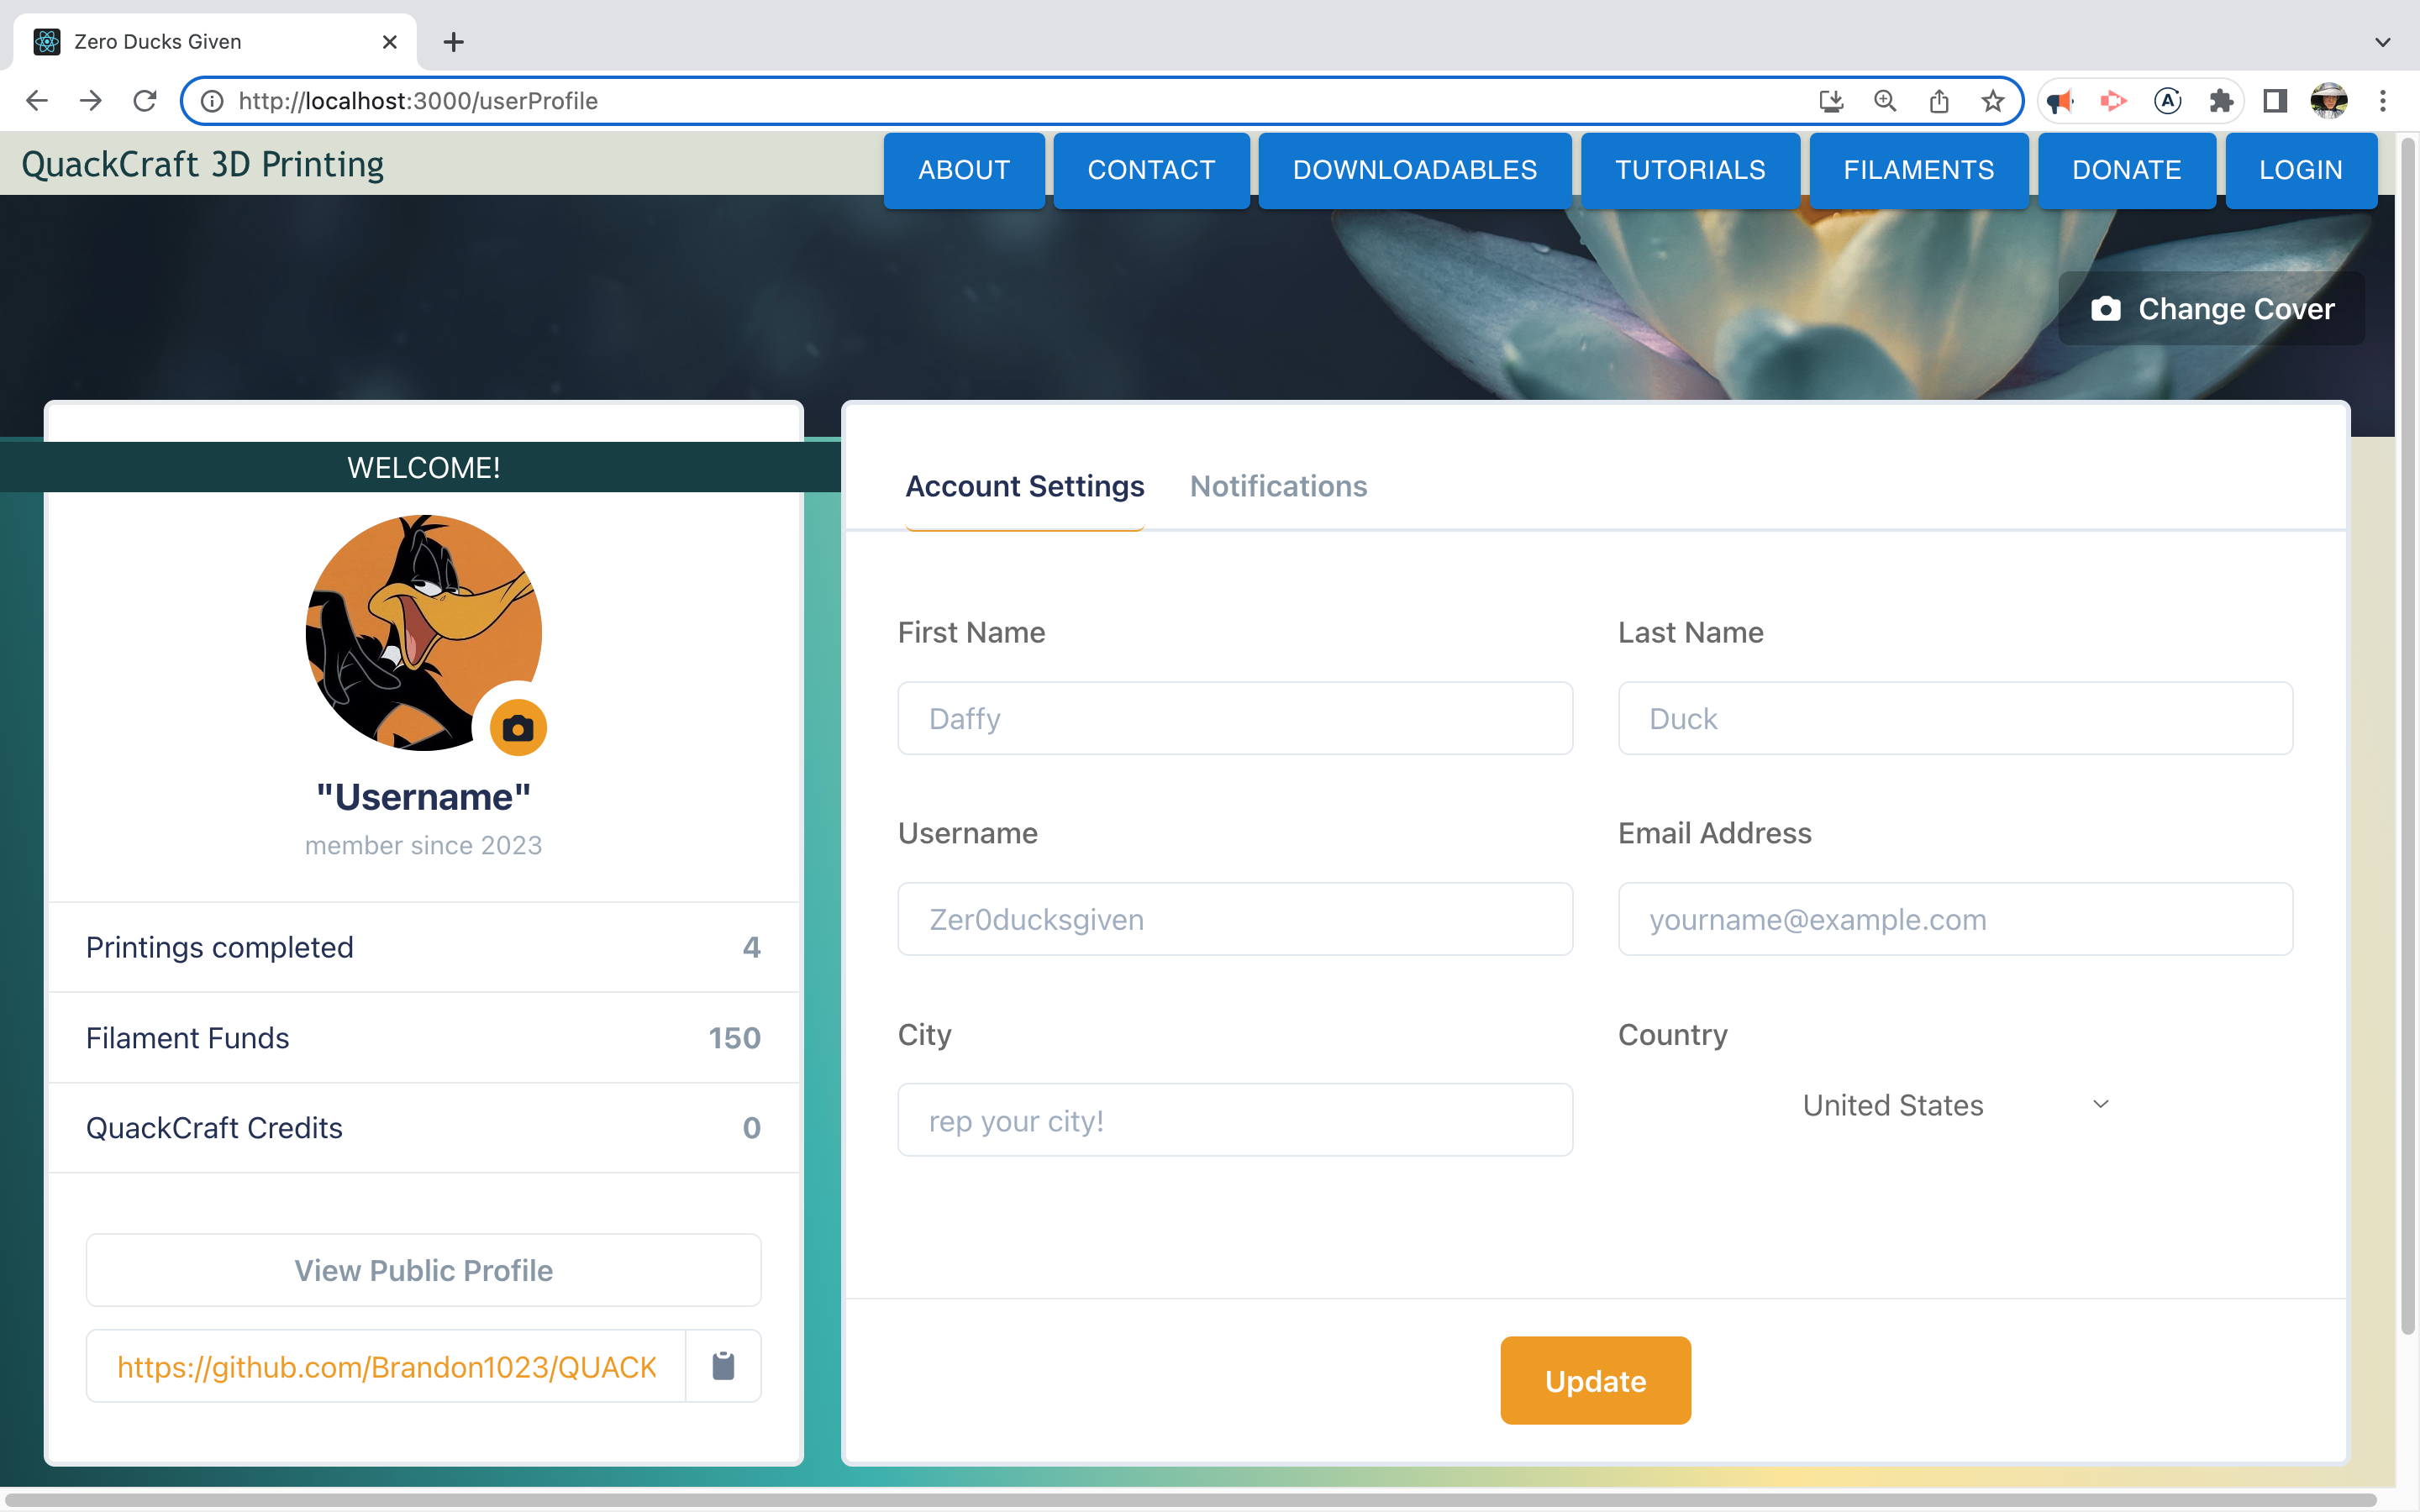 Zero Ducks Given
http://localhost:3000/userProfile
QuackCraft 3D Printing
ABOUT
CONTACT
DOWNLOADABLES
TUTORIALS
FILAMENTS
DONATE
LOGIN
Change Cover
WELCOME!
"Username"
member since 2023
Printings completed 4
Filament Funds 150
QuackCraft Credits 0
View Public Profile
https://github.com/Brandon1023/QUACK
Account Settings
Notifications
First Name
Daffy
Last Name
Duck
Username
Zer0ducksgiven
Email Address
yourname@example.com
City
rep your city!
Country
United States
Update